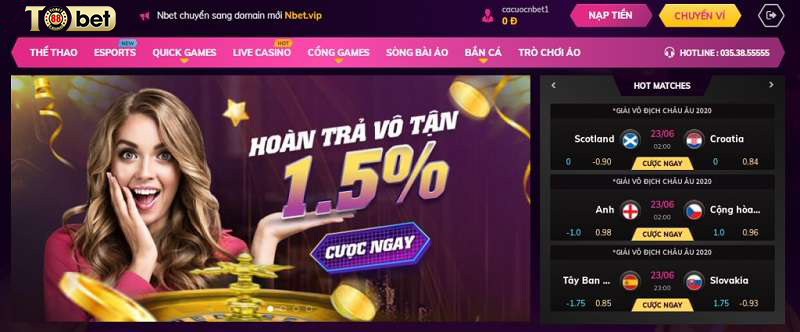 TO88bet
Nbet chuyển sang domain mới Nbet.vip
cacuocnbet1
0 Đ
NẠP TIỀN
CHUYỂN VÍ
THỂ THAO
ESPORTS
NEW
QUICK GAMES
LIVE CASINO
HOT
CỔNG GAMES
SÒNG BÀI ẢO
BẮN CÁ
TRÒ CHƠI ẢO
HOTLINE : 035.38.55555
HOÀN TRẢ VÔ TẬN
1.5%
CƯỢC NGAY
HOT MATCHES
*GIẢI VÔ ĐỊCH CHÂU ÂU 2020
Scotland 23/06 Croatia
02:00
0 -0.90 CƯỢC NGAY 0 0.84
*GIẢI VÔ ĐỊCH CHÂU ÂU 2020
Anh 23/06 Cộng hòa...
02:00
-1.0 0.98 CƯỢC NGAY 1.0 0.96
*GIẢI VÔ ĐỊCH CHÂU ÂU 2020
Tây Ban ... 23/06 Slovakia
23:00
-1.75 0.85 CƯỢC NGAY 1.75 -0.93